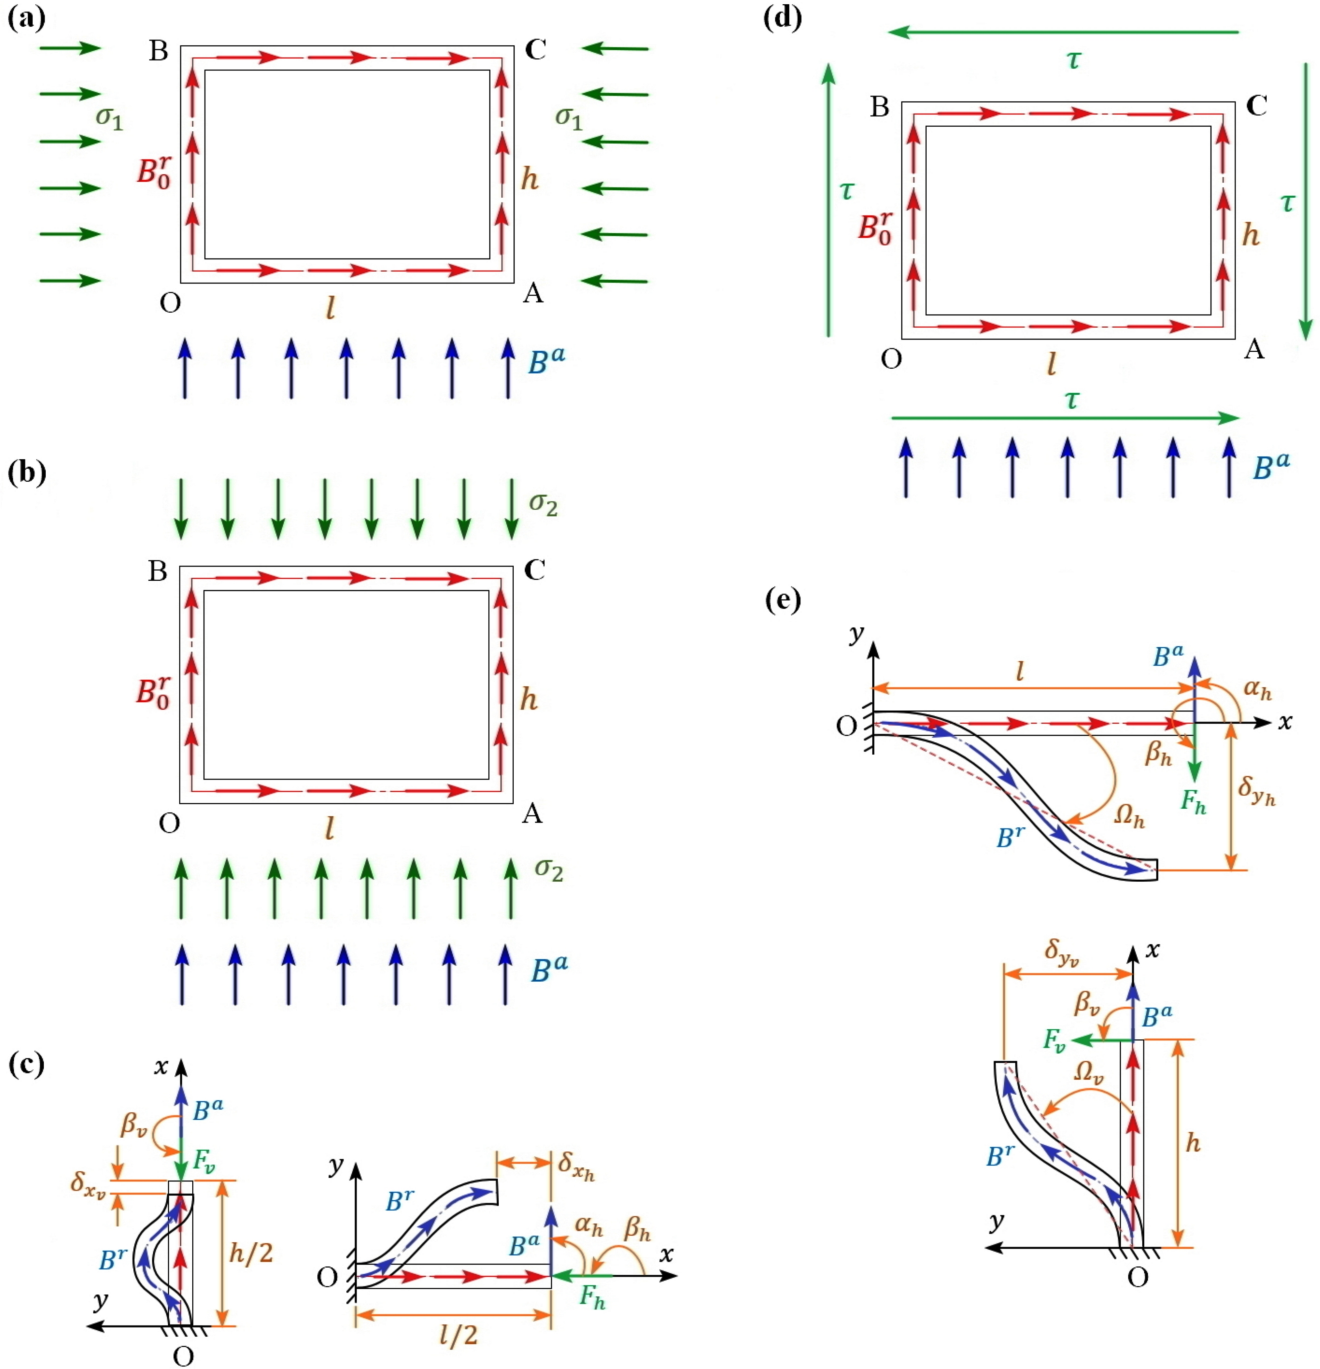 (a)
B C
σ₁ σ₁
B₀ʳ h
O l A
Bᵃ
(b)
σ₂
B C
B₀ʳ h
O l A
σ₂
Bᵃ
(c)
x
Bᵃ
βᵥ
Fᵥ
δₓᵥ
Bʳ h/2
y
O
y δₓₕ
Bʳ
Bᵃ αₕ βₕ x
O
Fₕ
l/2
(d)
τ
B C
τ τ
B₀ʳ h
O l A
τ
Bᵃ
(e)
y
l Bᵃ αₕ
O x
βₕ
Fₕ δyₕ
Ωₕ
Bʳ
δyᵥ x
βᵥ Bᵃ
Fᵥ
Ωᵥ
Bʳ h
y
O